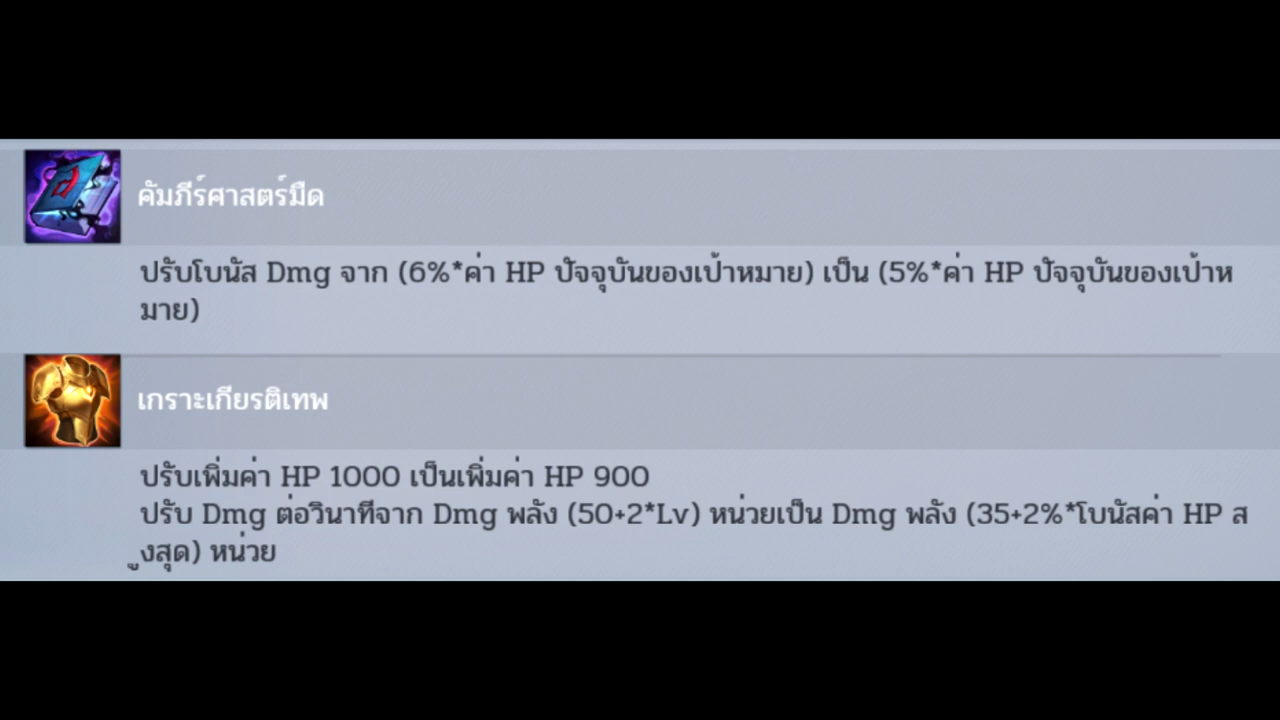 คัมภีร์ศาสตร์มืด
ปรับโบนัส Dmg จาก (6%*ค่า HP ปัจจุบันของเป้าหมาย) เป็น (5%*ค่า HP ปัจจุบันของเป้าห
มาย)
เกราะเกียรติเทพ
ปรับเพิ่มค่า HP 1000 เป็นเพิ่มค่า HP 900
ปรับ Dmg ต่อวินาทีจาก Dmg พลัง (50+2*Lv) หน่วยเป็น Dmg พลัง (35+2%*โบนัสค่า HP ส
ูงสุด) หน่วย